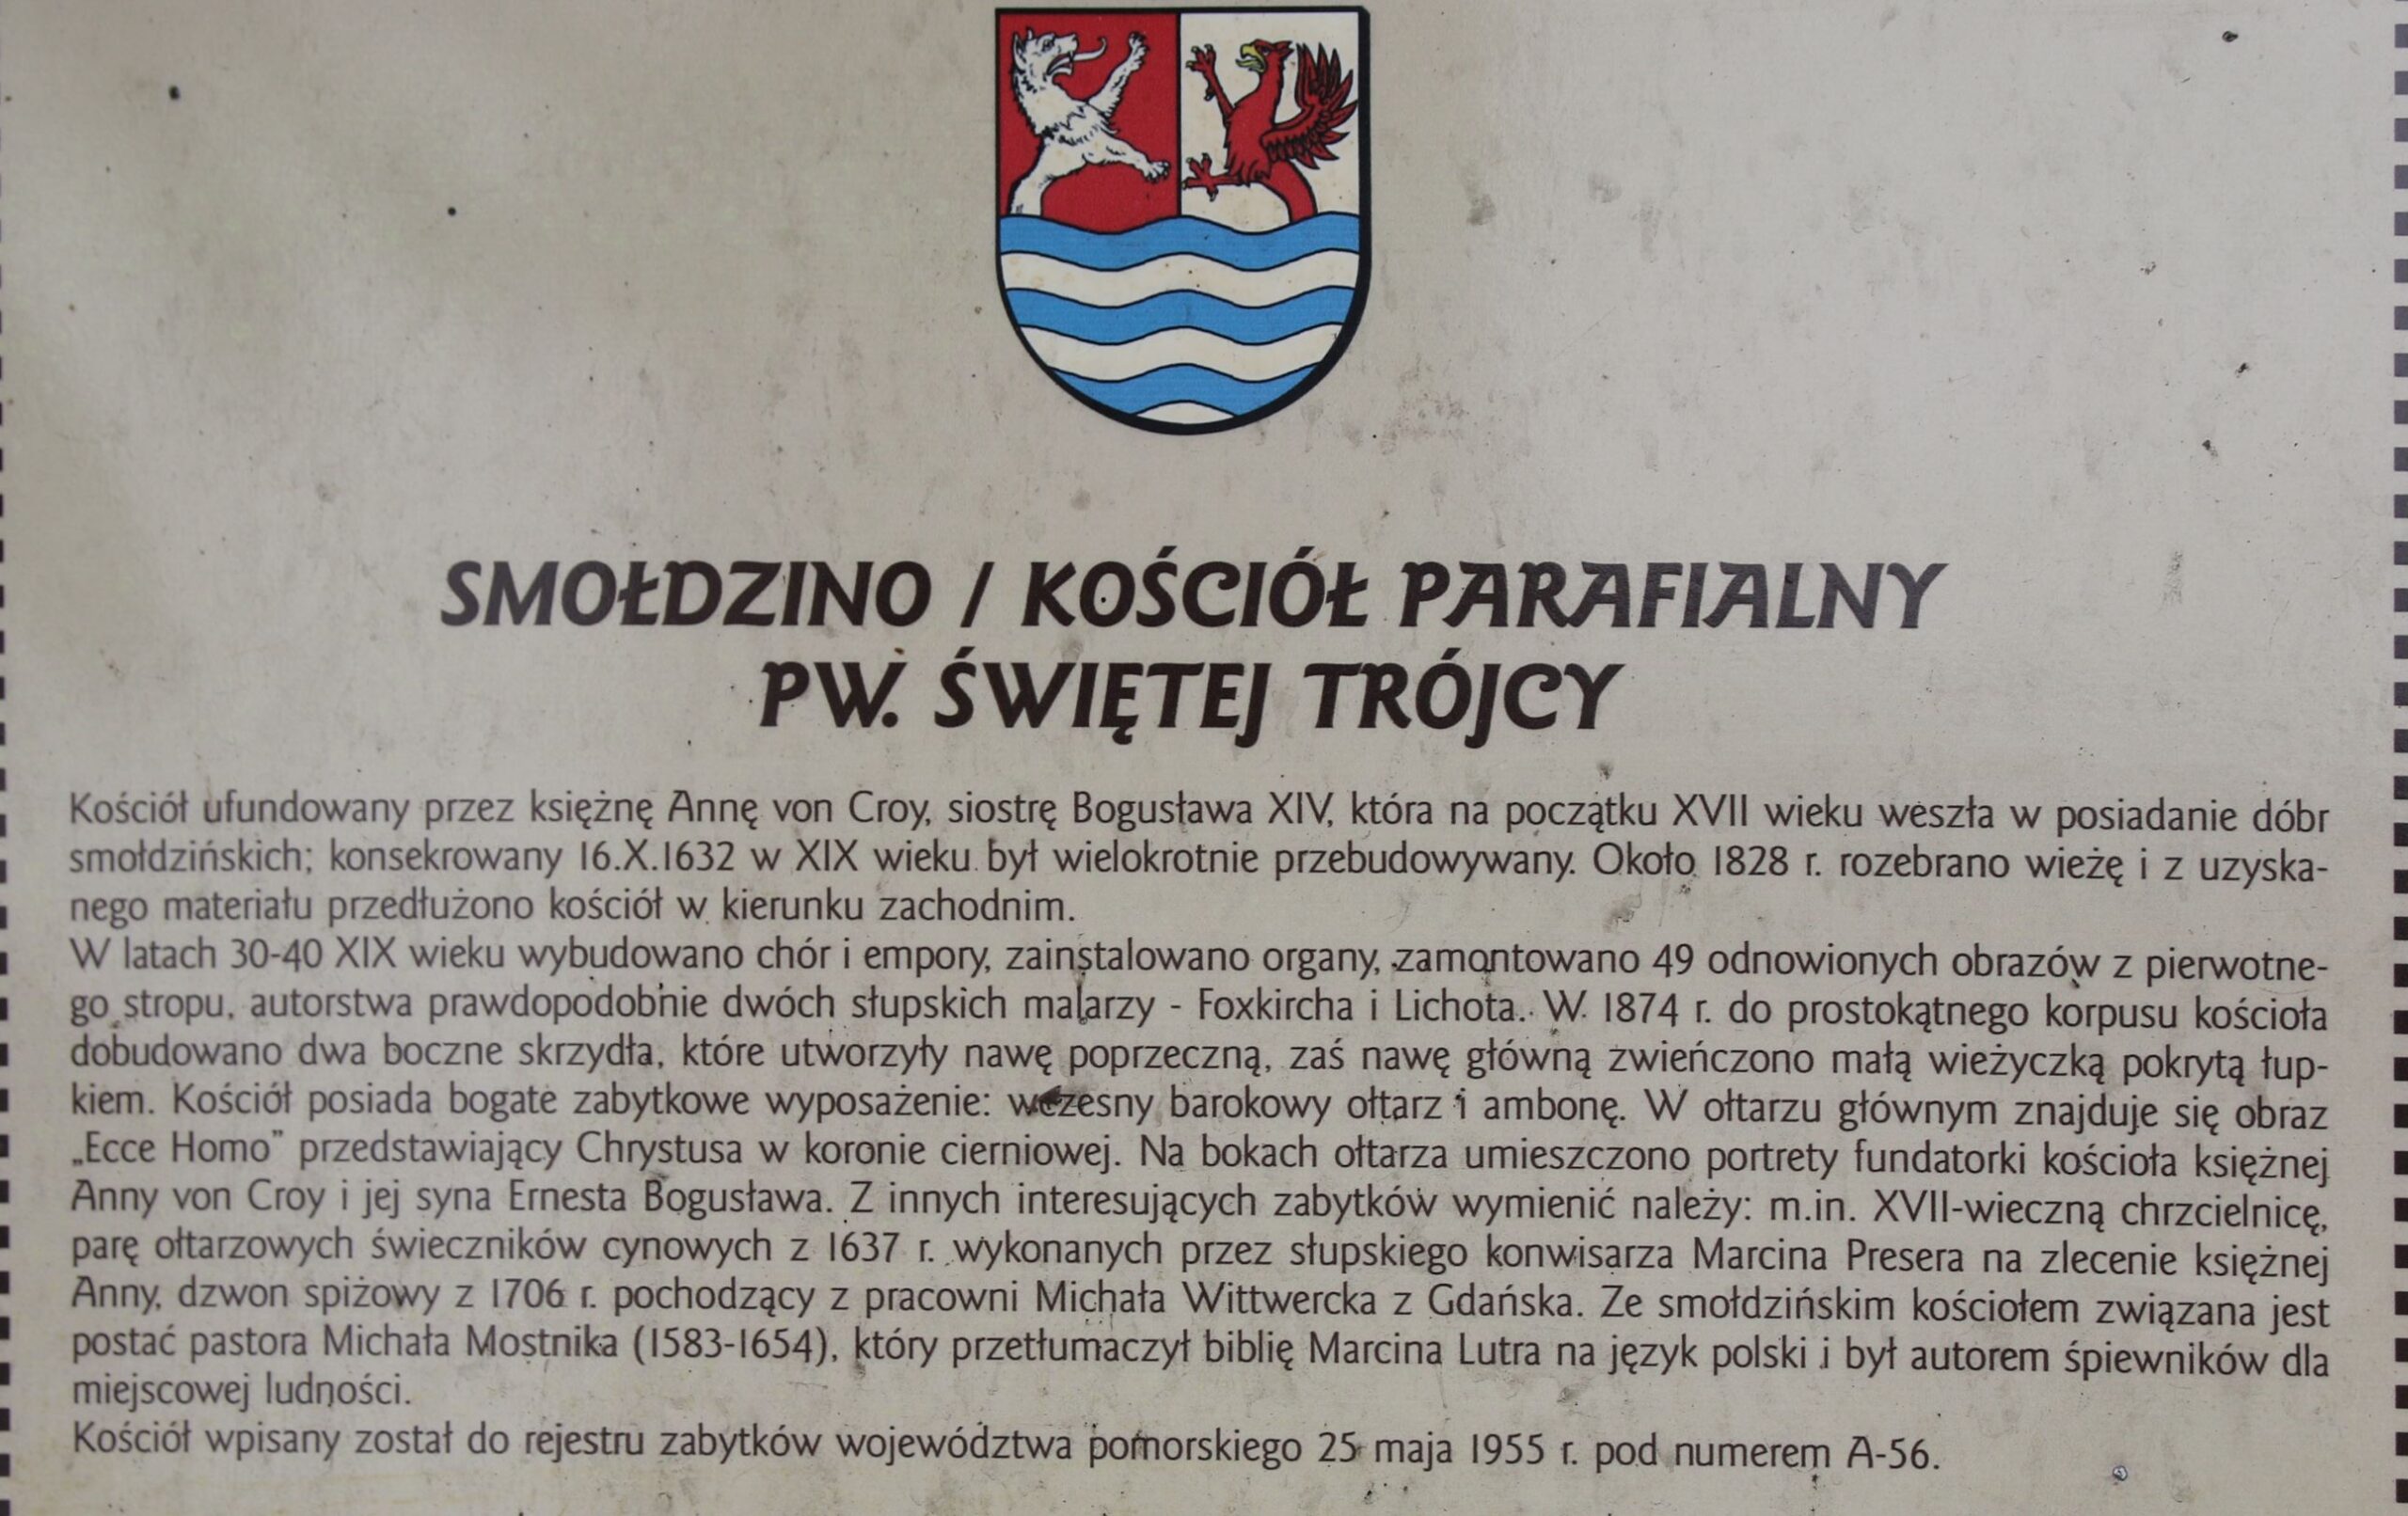 SMOŁDZINO / KOŚCIÓŁ PARAFIALNY
PW. ŚWIĘTEJ TRÓJCY
Kościół ufundowany przez księżnę Annę von Croy, siostrę Bogusława XIV, która na początku XVII wieku weszła w posiadanie dóbr
smołdzińskich; konsekrowany 16.X.1632 w XIX wieku był wielokrotnie przebudowywany. Około 1828 r. rozebrano wieżę i z uzyska-
nego materiału przedłużono kościół w kierunku zachodnim.
W latach 30-40 XIX wieku wybudowano chór i empory, zainstalowano organy, zamontowano 49 odnowionych obrazów z pierwotne-
go stropu, autorstwa prawdopodobnie dwóch słupskich malarzy - Foxkircha i Lichota. W 1874 r. do prostokątnego korpusu kościoła
dobudowano dwa boczne skrzydła, które utworzyły nawę poprzeczną, zaś nawę główną zwieńczono małą wieżyczką pokrytą łup-
kiem. Kościół posiada bogate zabytkowe wyposażenie: wczesny barokowy ołtarz i ambonę. W ołtarzu głównym znajduje się obraz
„Ecce Homo” przedstawiający Chrystusa w koronie cierniowej. Na bokach ołtarza umieszczono portrety fundatorki kościoła księżnej
Anny von Croy i jej syna Ernesta Bogusława. Z innych interesujących zabytków wymienić należy: m.in. XVII-wieczną chrzcielnicę,
parę ołtarzowych świeczników cynowych z 1637 r. wykonanych przez słupskiego konwisarza Marcina Presera na zlecenie księżnej
Anny, dzwon spiżowy z 1706 r. pochodzący z pracowni Michała Wittwercka z Gdańska. Ze smołdzińskim kościołem związana jest
postać pastora Michała Mostnika (1583-1654), który przetłumaczył biblię Marcina Lutra na język polski i był autorem śpiewników dla
miejscowej ludności.
Kościół wpisany został do rejestru zabytków województwa pomorskiego 25 maja 1955 r. pod numerem A-56.